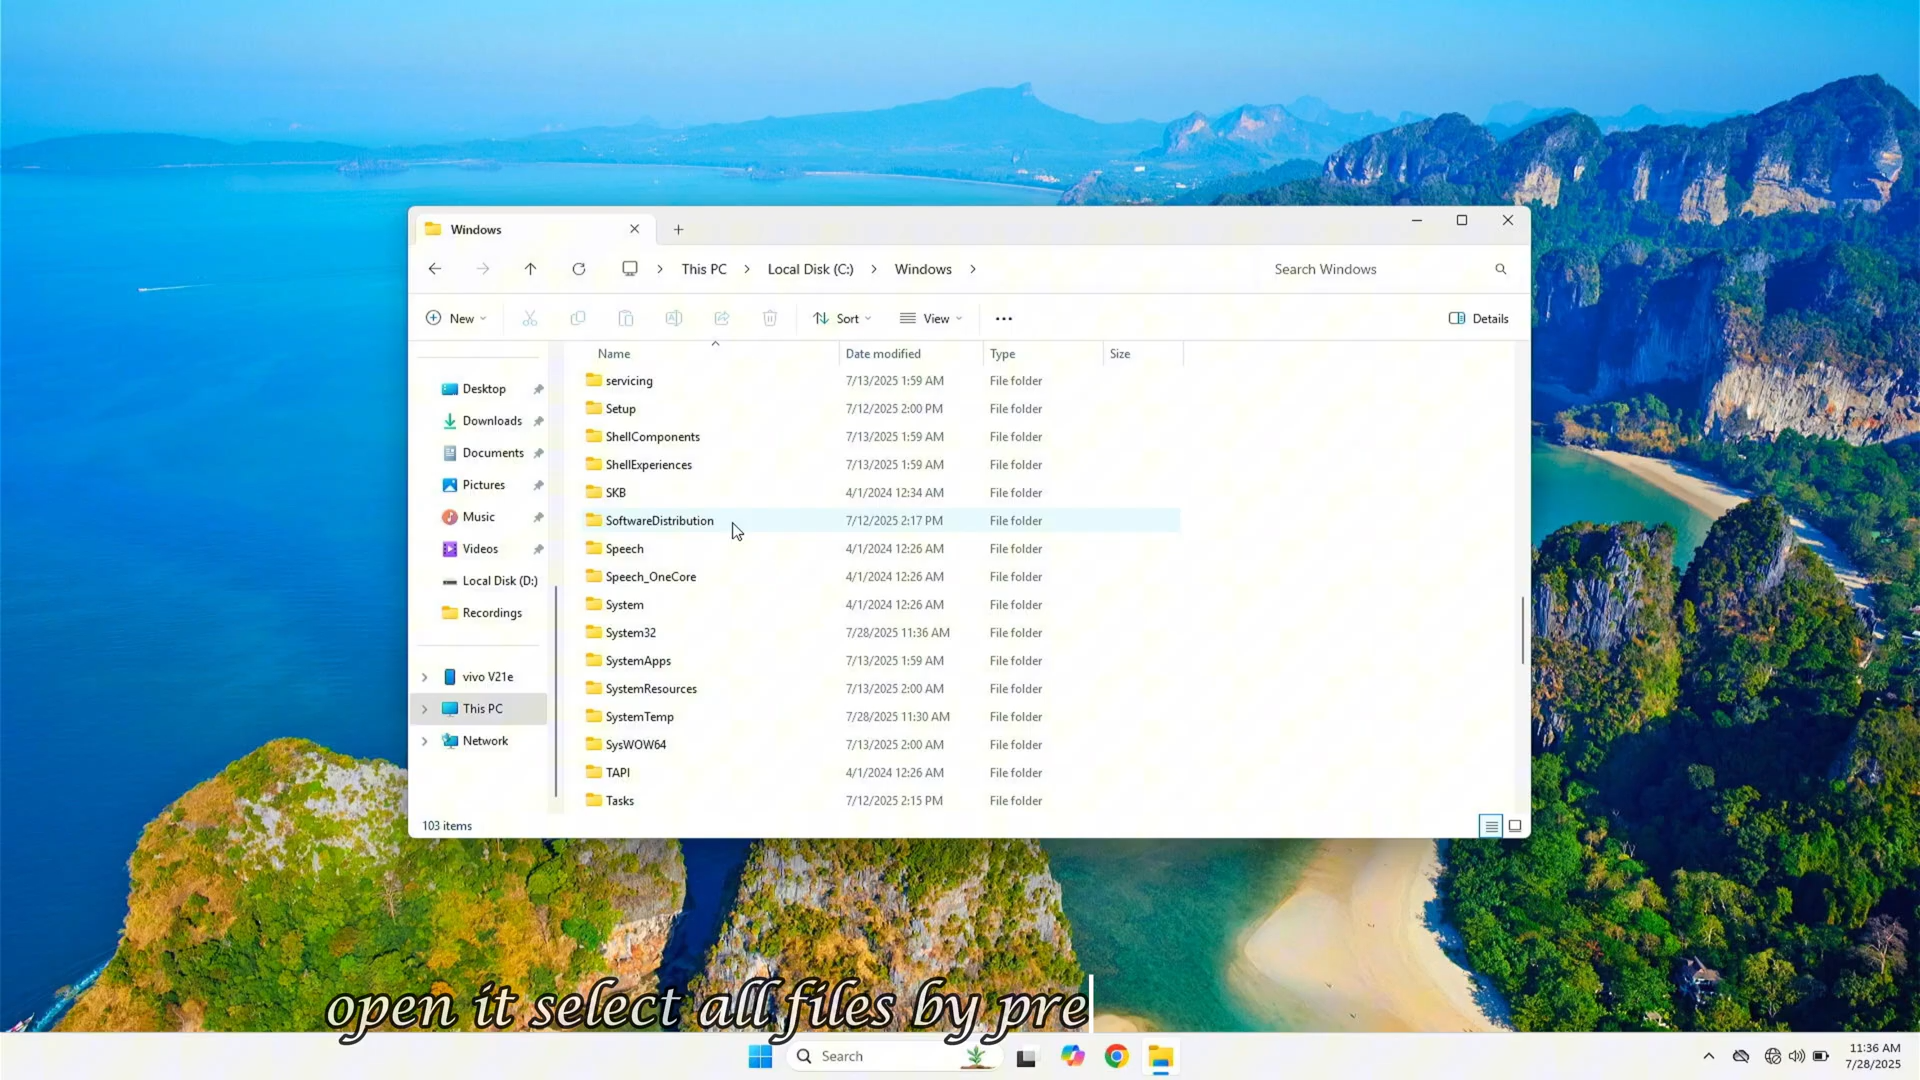 Windows
This PC
Local Disk (C:)
Windows
Search Windows
New
Sort
View
Details
Name Date modified Type Size
Desktop
Downloads
Documents
Pictures
Music
Videos
Local Disk (D:)
Recordings
vivo V21e
This PC
Network
servicing 7/13/2025 1:59 AM File folder
Setup 7/12/2025 2:00 PM File folder
ShellComponents 7/13/2025 1:59 AM File folder
ShellExperiences 7/13/2025 1:59 AM File folder
SKB 4/1/2024 12:34 AM File folder
SoftwareDistribution 7/12/2025 2:17 PM File folder
Speech 4/1/2024 12:26 AM File folder
Speech_OneCore 4/1/2024 12:26 AM File folder
System 4/1/2024 12:26 AM File folder
System32 7/28/2025 11:36 AM File folder
SystemApps 7/13/2025 1:59 AM File folder
SystemResources 7/13/2025 2:00 AM File folder
SystemTemp 7/28/2025 11:30 AM File folder
SysWOW64 7/13/2025 2:00 AM File folder
TAPI 4/1/2024 12:26 AM File folder
Tasks 7/12/2025 2:15 PM File folder
103 items
open it select all files by pre
Search
11:36 AM
7/28/2025